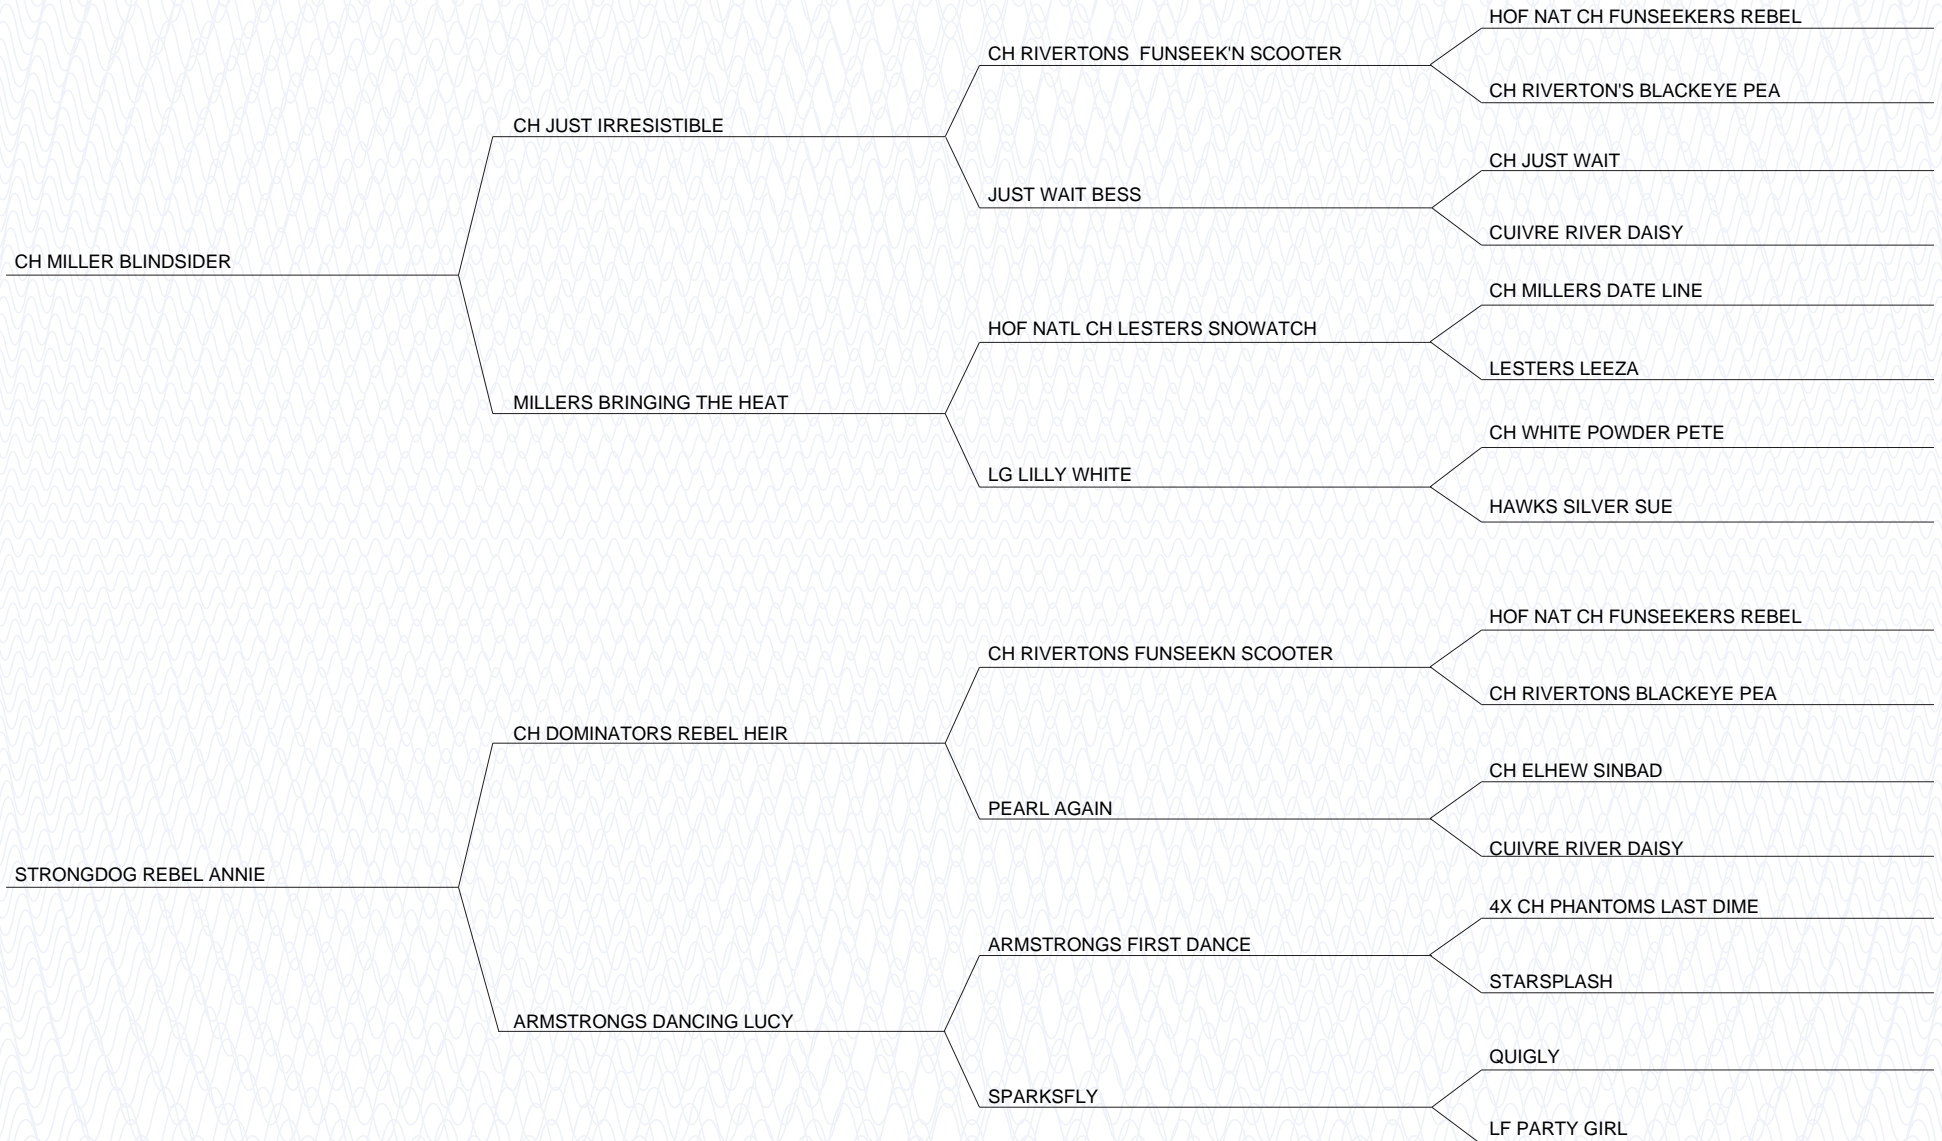 HOF NAT CH FUNSEEKERS REBEL
CH RIVERTONS  FUNSEEK'N SCOOTER
CH RIVERTON'S BLACKEYE PEA
CH JUST IRRESISTIBLE
CH JUST WAIT
JUST WAIT BESS
CUIVRE RIVER DAISY
CH MILLER BLINDSIDER
CH MILLERS DATE LINE
HOF NATL CH LESTERS SNOWATCH
LESTERS LEEZA
MILLERS BRINGING THE HEAT
CH WHITE POWDER PETE
LG LILLY WHITE
HAWKS SILVER SUE
HOF NAT CH FUNSEEKERS REBEL
CH RIVERTONS FUNSEEKN SCOOTER
CH RIVERTONS BLACKEYE PEA
CH DOMINATORS REBEL HEIR
CH ELHEW SINBAD
PEARL AGAIN
CUIVRE RIVER DAISY
STRONGDOG REBEL ANNIE
4X CH PHANTOMS LAST DIME
ARMSTRONGS FIRST DANCE
STARSPLASH
ARMSTRONGS DANCING LUCY
QUIGLY
SPARKSFLY
LF PARTY GIRL